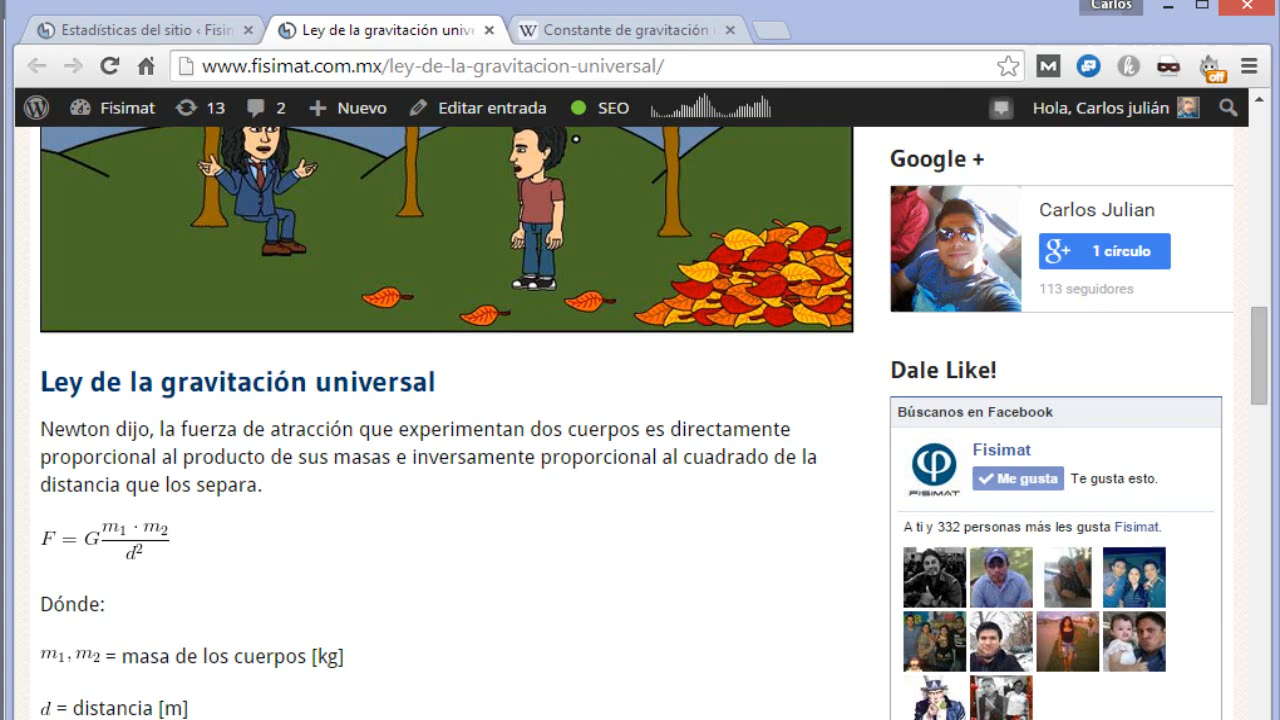 Carlos
Estadísticas del sitio ‹ Fisim
Ley de la gravitación unive
Constante de gravitación
www.fisimat.com.mx/ley-de-la-gravitacion-universal/
off
Fisimat 13 2 Nuevo Editar entrada SEO Hola, Carlos julián
Google +
Carlos Julian
g+ 1 círculo
113 seguidores
Ley de la gravitación universal
Newton dijo, la fuerza de atracción que experimentan dos cuerpos es directamente
proporcional al producto de sus masas e inversamente proporcional al cuadrado de la
distancia que los separa.
F = G m₁ · m₂ / d²
Dónde:
m₁, m₂ = masa de los cuerpos [kg]
d = distancia [m]
Dale Like!
Búscanos en Facebook
Fisimat
FISIMAT
Me gusta Te gusta esto.
A ti y 332 personas más les gusta Fisimat.